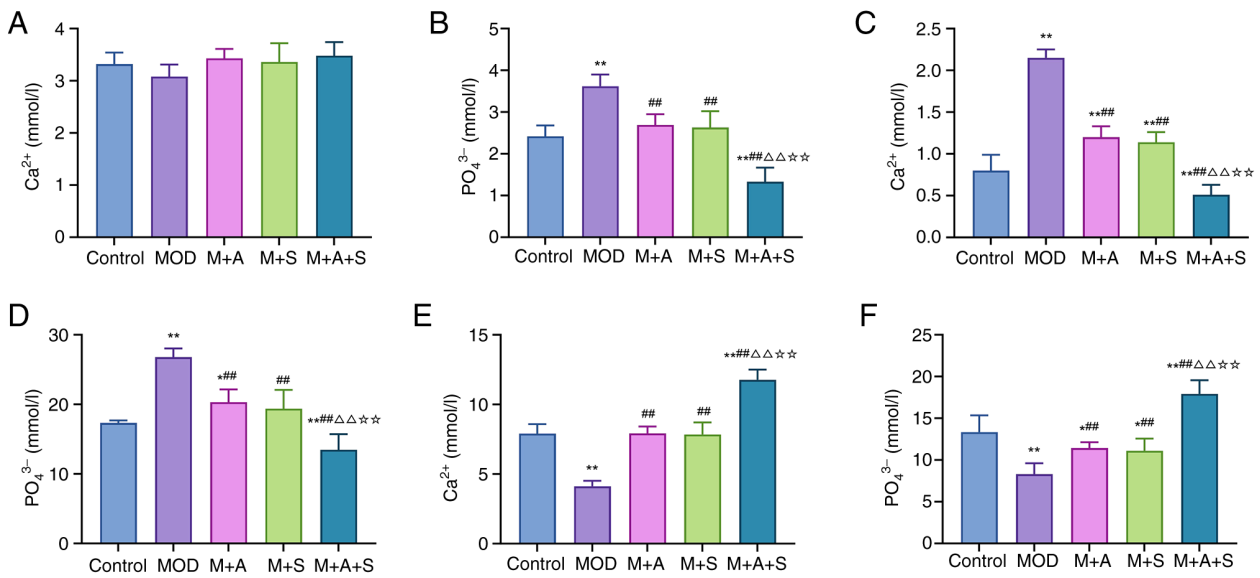 A
Ca2+ (mmol/l)
4
3
2
1
0
Control MOD M+A M+S M+A+S
B
PO43− (mmol/l)
5
4
3
2
1
0
**
##
##
**##△△☆☆
Control MOD M+A M+S M+A+S
C
Ca2+ (mmol/l)
2.5
2.0
1.5
1.0
0.5
0.0
**
**##
**##
**##△△☆☆
Control MOD M+A M+S M+A+S
D
PO43− (mmol/l)
30
20
10
0
**
*##
##
**##△△☆☆
Control MOD M+A M+S M+A+S
E
Ca2+ (mmol/l)
15
10
5
0
**
##
##
**##△△☆☆
Control MOD M+A M+S M+A+S
F
PO43− (mmol/l)
25
20
15
10
5
0
**
*##
*##
**##△△☆☆
Control MOD M+A M+S M+A+S